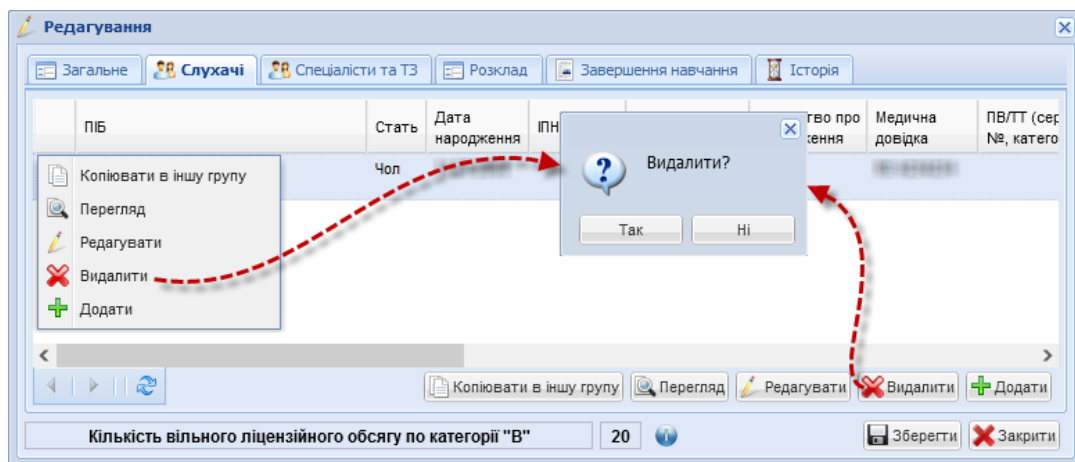 Редагування
Загальне Слухачі Спеціалісти та ТЗ Розклад Завершення навчання Історія
ПІБ Стать Дата народження ІПН тво про ження Медична довідка ПВ/ТТ (сер №, катего
Чол
Копіювати в іншу групу
Перегляд
Редагувати
Видалити
Додати
Видалити?
Так Ні
Копіювати в іншу групу Перегляд Редагувати Видалити Додати
Кількість вільного ліцензійного обсягу по категорії "B" 20 Зберегти Закрити